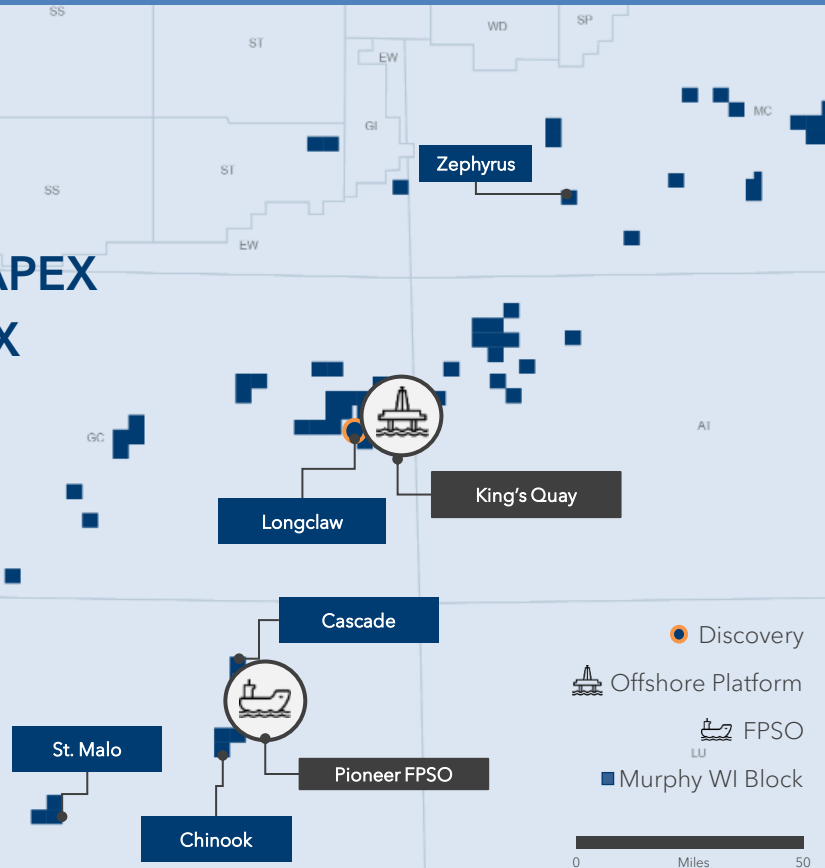 SS
ST
EW
WD
SP
MC
GI
Zephyrus
ST
SS
EW
APEX
X
GC
AT
King's Quay
Longclaw
Cascade
Discovery
Offshore Platform
FPSO
LU
St. Malo
Pioneer FPSO
Murphy WI Block
Chinook
0 Miles 50